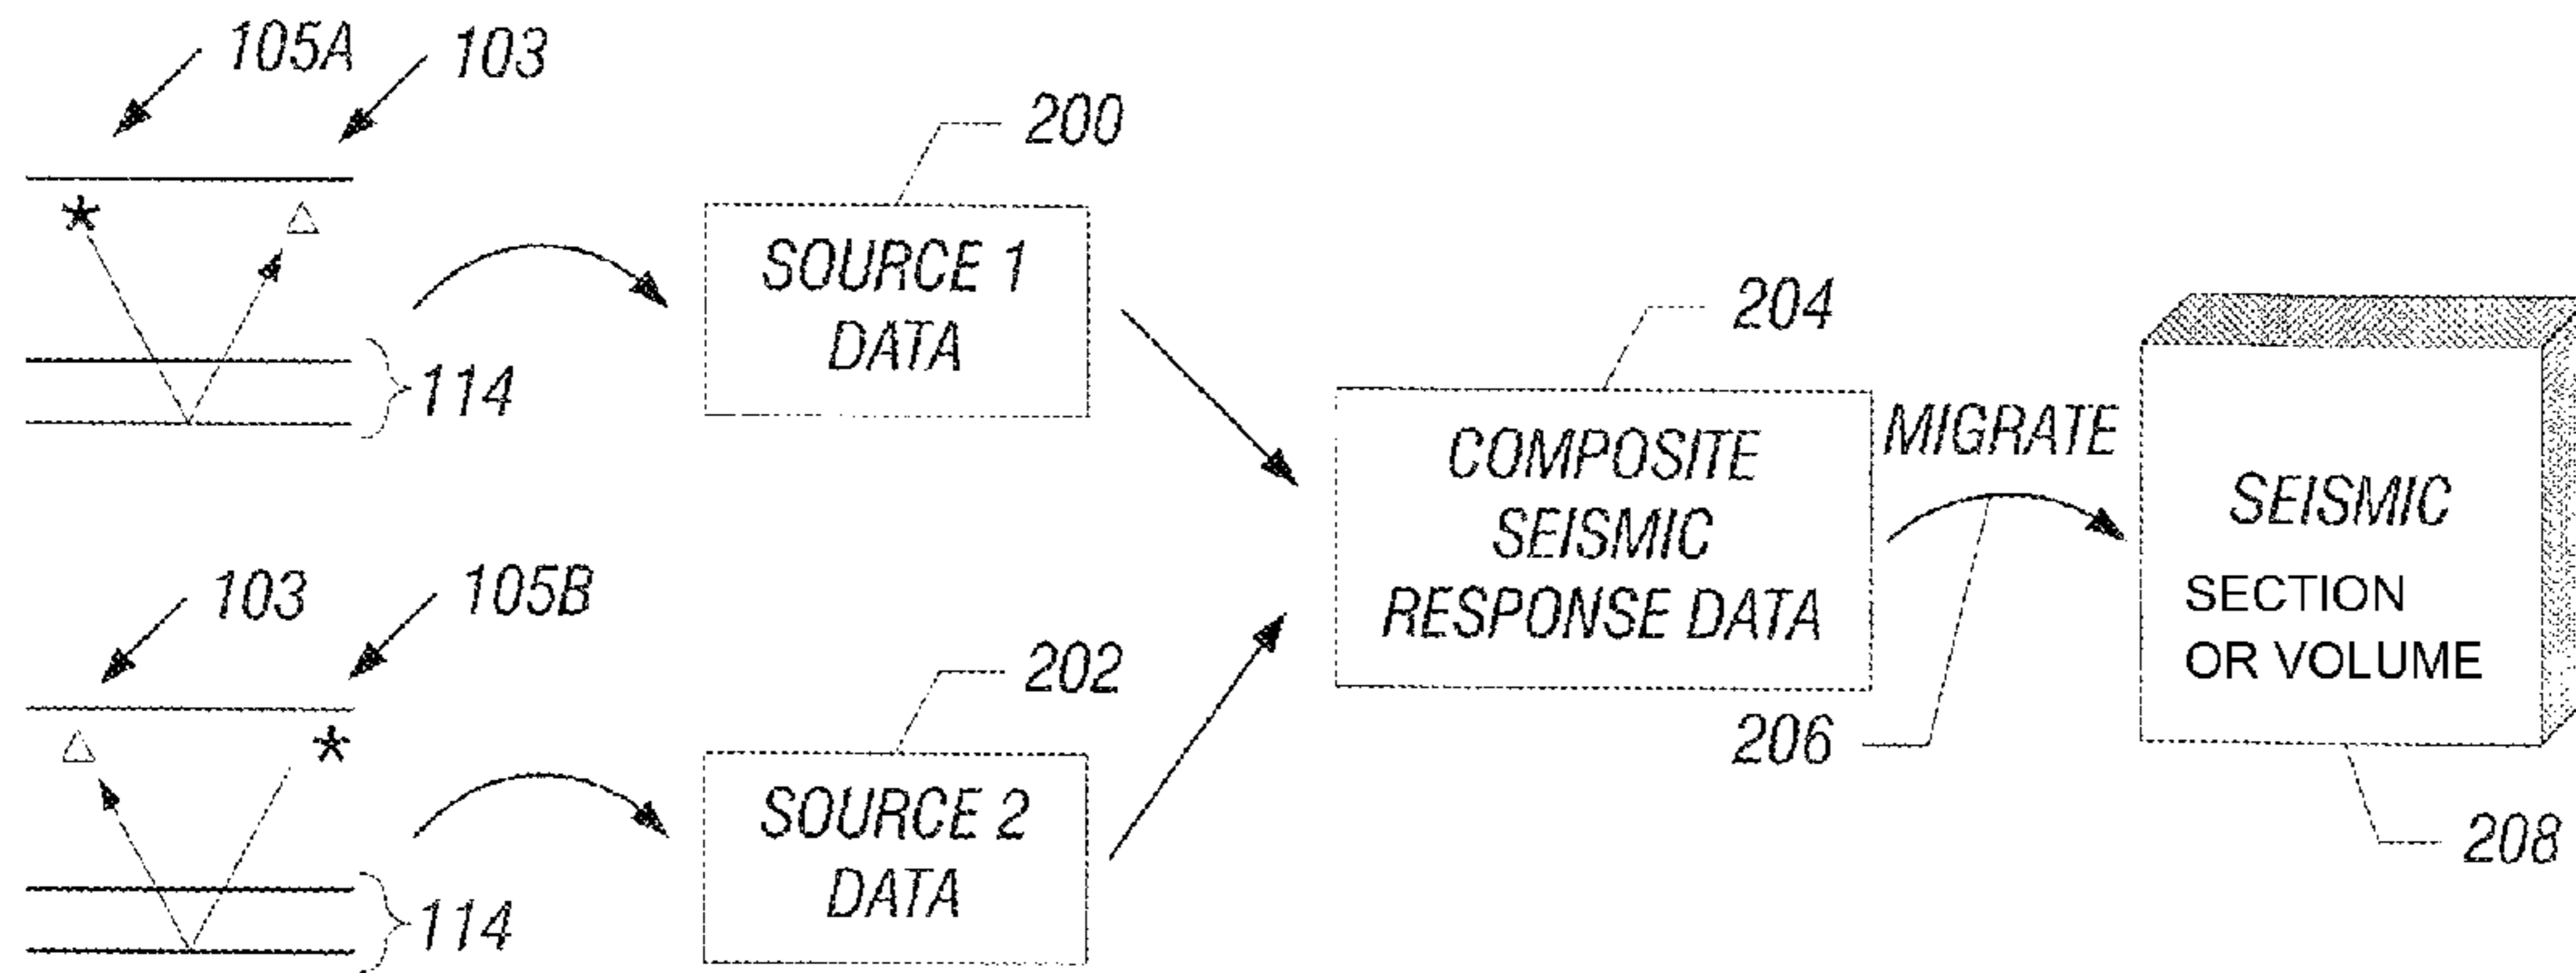 105A
103
200
SOURCE 1
DATA
114
204
COMPOSITE
SEISMIC
RESPONSE DATA
MIGRATE
206
SEISMIC
SECTION
OR VOLUME
208
103
105B
202
SOURCE 2
DATA
114